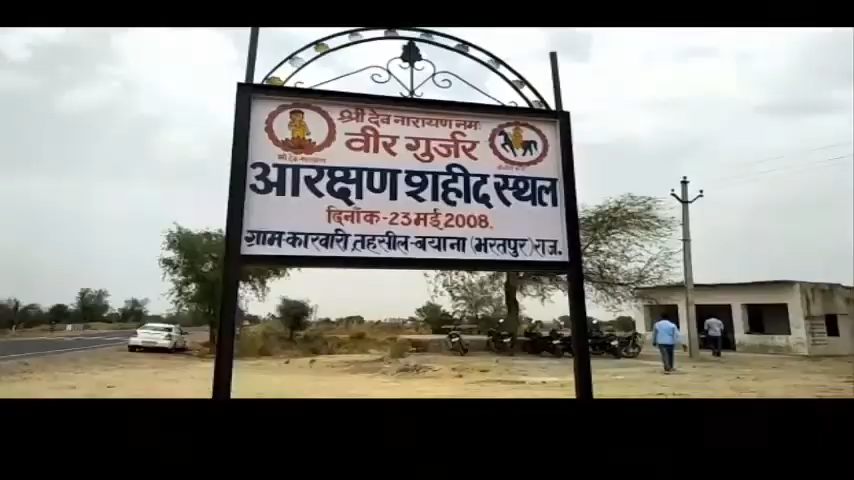 श्री देव नारायण नमः
वीर गुर्जर
आरक्षण शहीद स्थल
दिनाँक-23 मई 2008.
ग्राम-कारवारी, तहसील-बयाना (भरतपुर) राज.